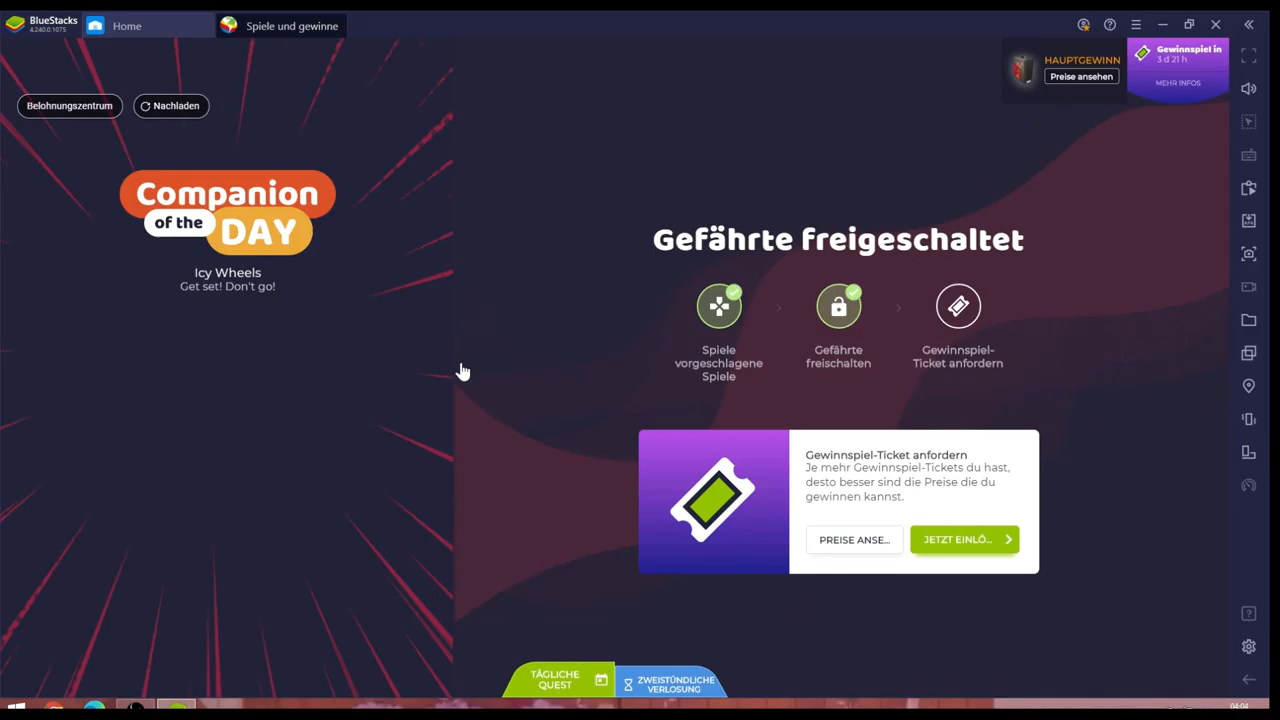 BlueStacks
4.240.0.1075
Home
Spiele und gewinne
HAUPTGEWINN
Preise ansehen
Gewinnspiel in
3 d 21 h
MEHR INFOS
Belohnungszentrum
Nachladen
Companion
of the
DAY
Icy Wheels
Get set! Don't go!
Gefährte freigeschaltet
Spiele
vorgeschlagene
Spiele
Gefährte
freischalten
Gewinnspiel-
Ticket anfordern
Gewinnspiel-Ticket anfordern
Je mehr Gewinnspiel-Tickets du hast,
desto besser sind die Preise die du
gewinnen kannst.
PREISE ANSE...
JETZT EINLÖ...
TÄGLICHE
QUEST
ZWEISTÜNDLICHE
VERLOSUNG
04:04